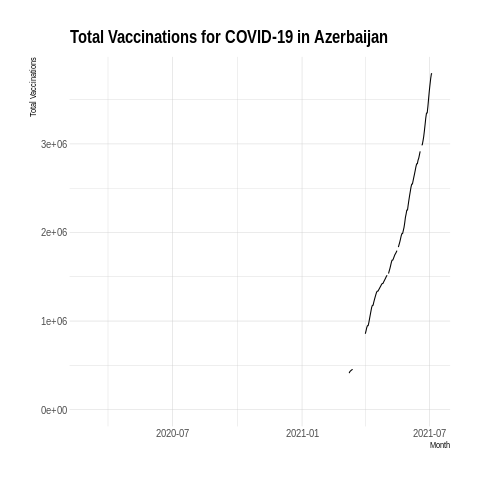 Total Vaccinations for COVID-19 in Azerbaijan
Total Vaccinations
3e+06
2e+06
1e+06
0e+00
2020-07 2021-01 2021-07
Month